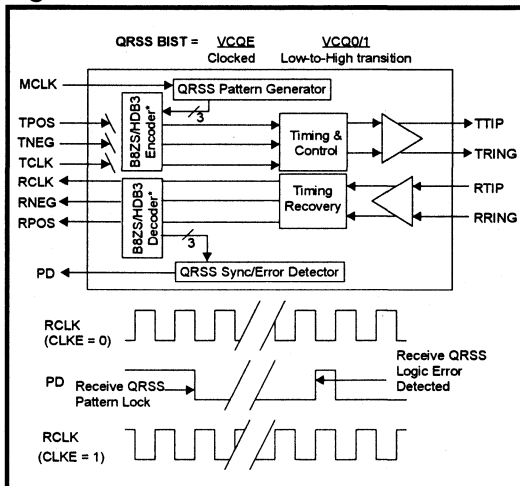 QRSS BIST = VCQE VCQ0/1
Clocked Low-to-High transition
MCLK
QRSS Pattern Generator
3
TPOS
TNEG
TCLK
B8ZS/HDB3
Encoder*
Timing &
Control
TTIP
TRING
RCLK
RNEG
RPOS
B8ZS/HDB3
Decoder*
Timing
Recovery
RTIP
RRING
3
PD
QRSS Sync/Error Detector
RCLK
(CLKE = 0)
PD
Receive QRSS
Pattern Lock
Receive QRSS
Logic Error
Detected
RCLK
(CLKE = 1)